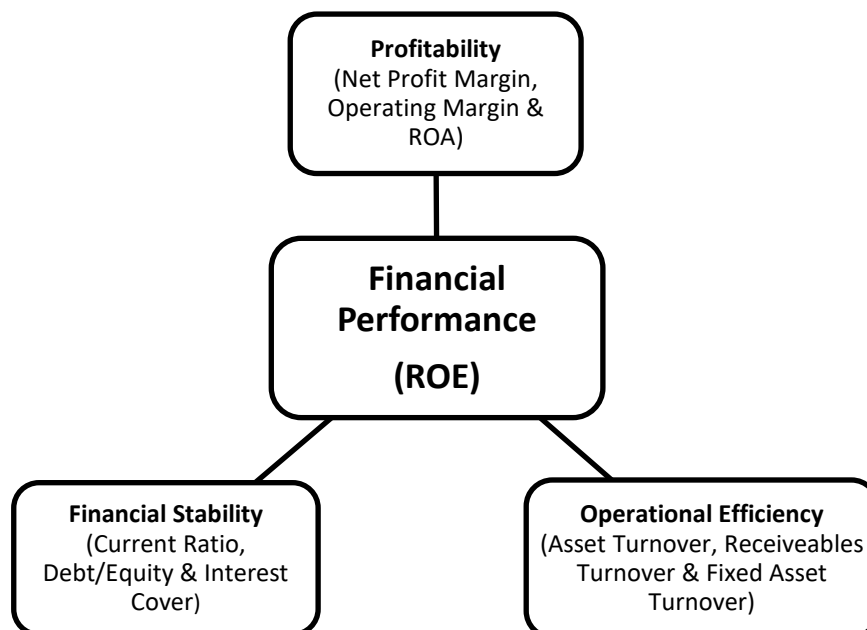 Profitability
(Net Profit Margin,
Operating Margin &
ROA)
Financial
Performance
(ROE)
Financial Stability
(Current Ratio,
Debt/Equity & Interest
Cover)
Operational Efficiency
(Asset Turnover, Receiveables
Turnover & Fixed Asset
Turnover)